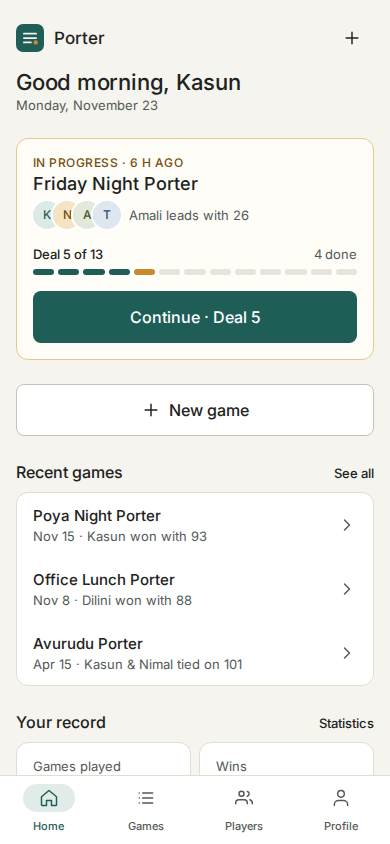 Porter
Good morning, Kasun
Monday, November 23
IN PROGRESS · 6 H AGO
Friday Night Porter
K N A T Amali leads with 26
Deal 5 of 13 4 done
Continue · Deal 5
+ New game
Recent games See all
Poya Night Porter
Nov 15 · Kasun won with 93
Office Lunch Porter
Nov 8 · Dilini won with 88
Avurudu Porter
Apr 15 · Kasun & Nimal tied on 101
Your record Statistics
Games played Wins
Home Games Players Profile